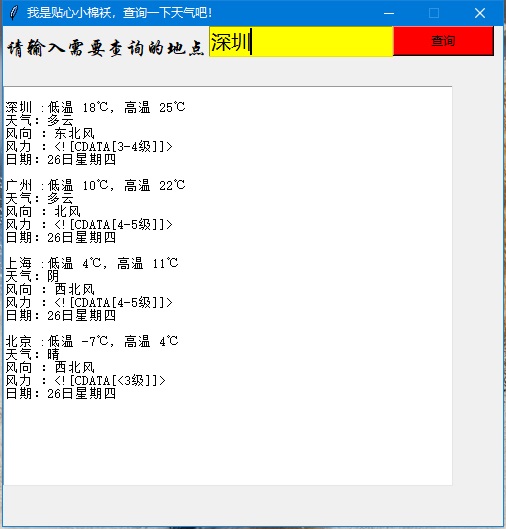 我是贴心小棉袄，查询一下天气吧！
请输入需要查询的地点 深圳 查询
深圳 :低温 18℃, 高温 25℃
天气: 多云
风向 : 东北风
风力 : <![CDATA[3-4级]]>
日期: 26日星期四
广州 :低温 10℃, 高温 22℃
天气: 多云
风向 : 北风
风力 : <![CDATA[4-5级]]>
日期: 26日星期四
上海 :低温 4℃, 高温 11℃
天气: 阴
风向 : 西北风
风力 : <![CDATA[4-5级]]>
日期: 26日星期四
北京 :低温 -7℃, 高温 4℃
天气: 晴
风向 : 西北风
风力 : <![CDATA[<3级]]>
日期: 26日星期四